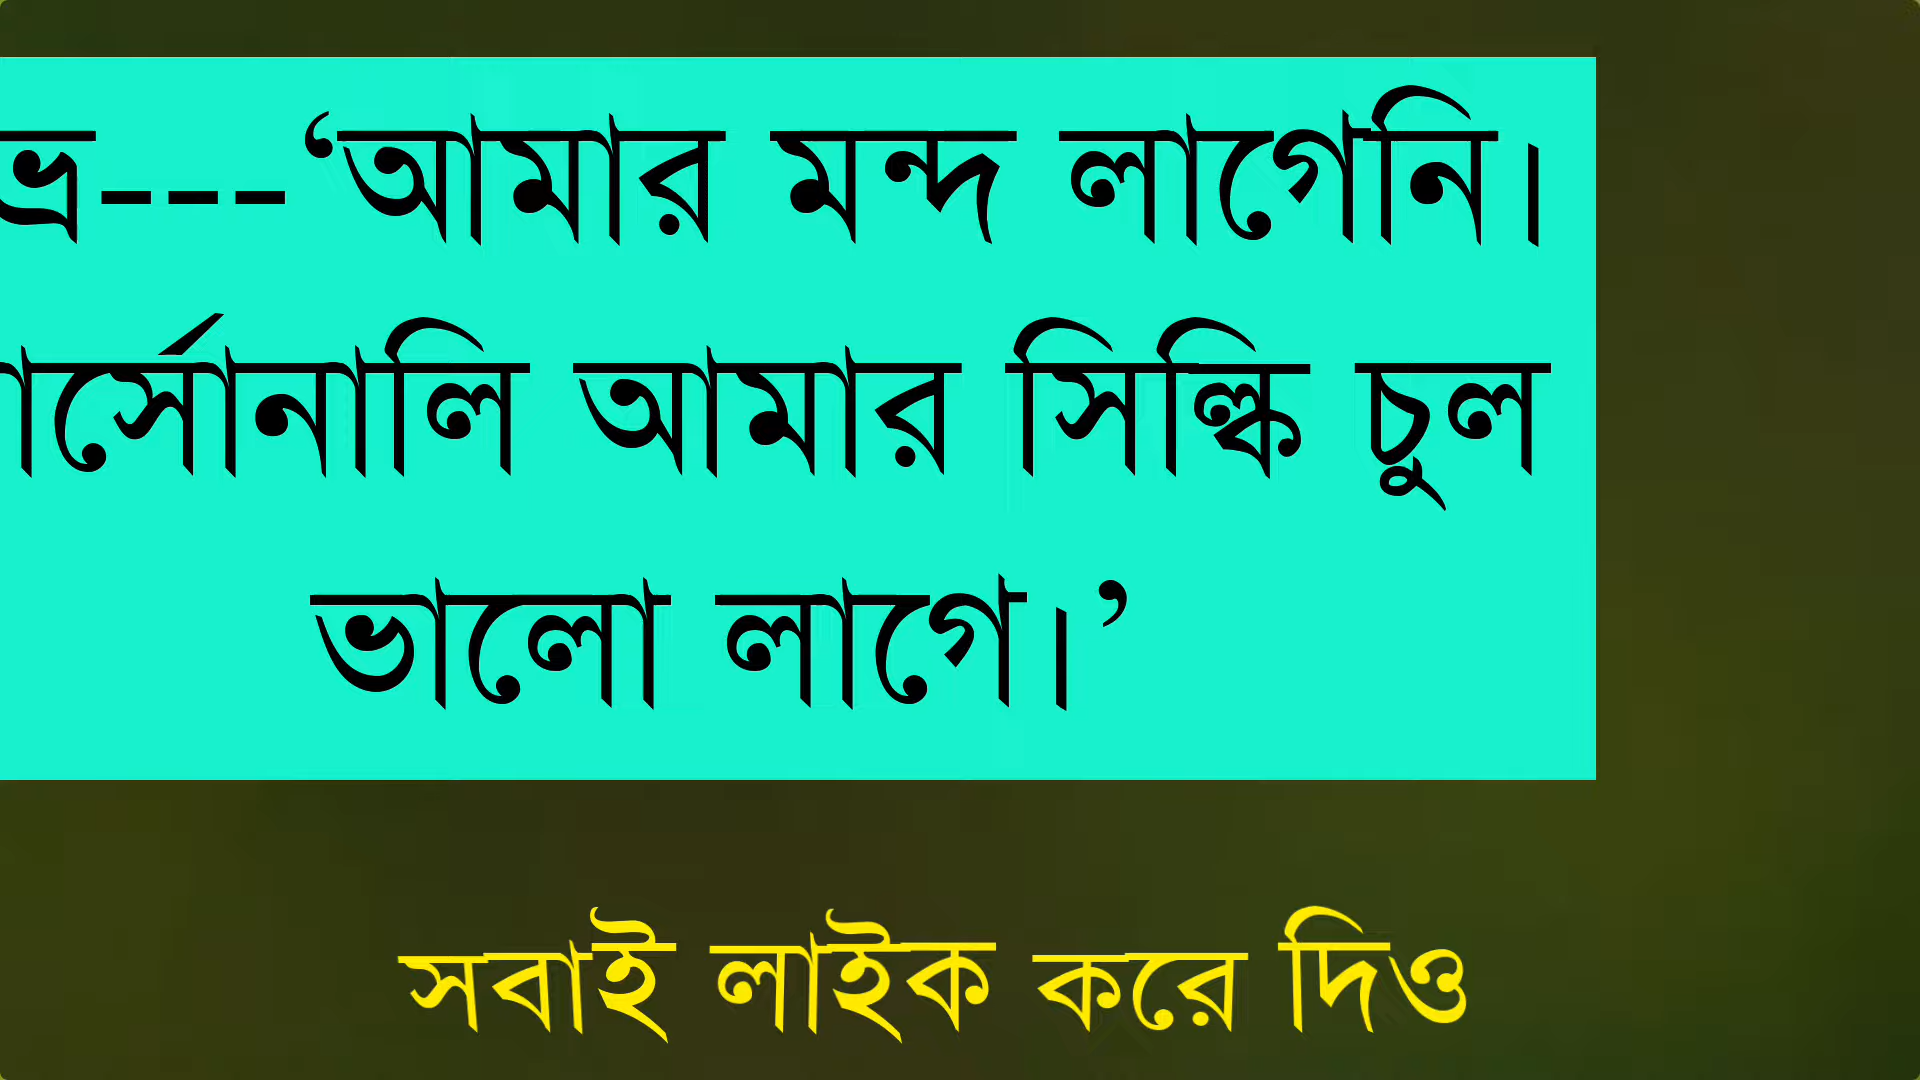 ভ্র---‘আমার মন্দ লাগেনি।
ার্সোনালি আমার সিল্কি চুল
ভালো লাগে।’
সবাই লাইক করে দিও